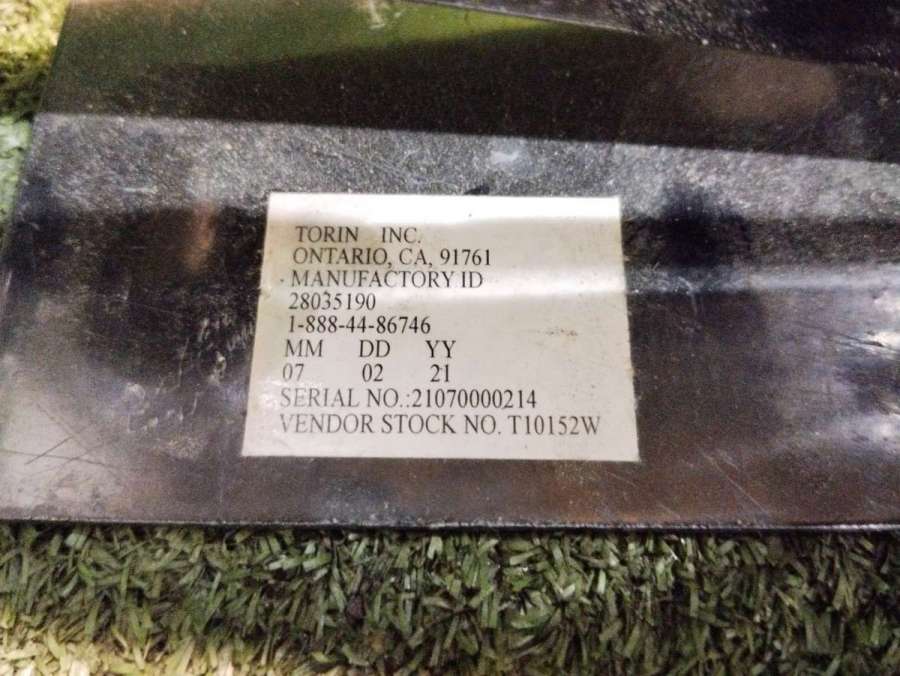 TORIN INC.
ONTARIO, CA, 91761
MANUFACTORY ID
28035190
1-888-44-86746
MM DD YY
07 02 21
SERIAL NO.:21070000214
VENDOR STOCK NO. T10152W